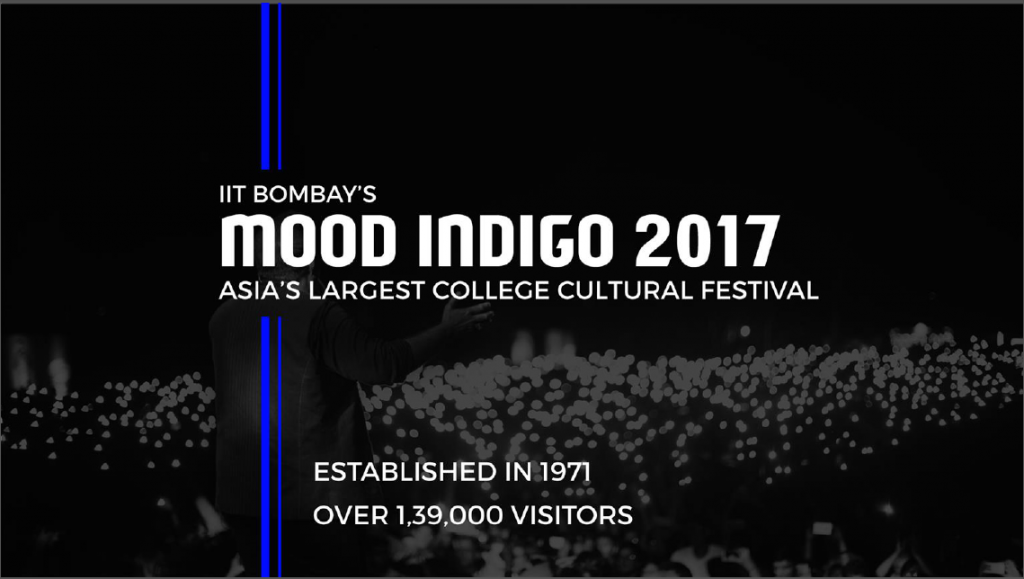 IIT BOMBAY'S
MOOD INDIGO 2017
ASIA'S LARGEST COLLEGE CULTURAL FESTIVAL
ESTABLISHED IN 1971
OVER 1,39,000 VISITORS